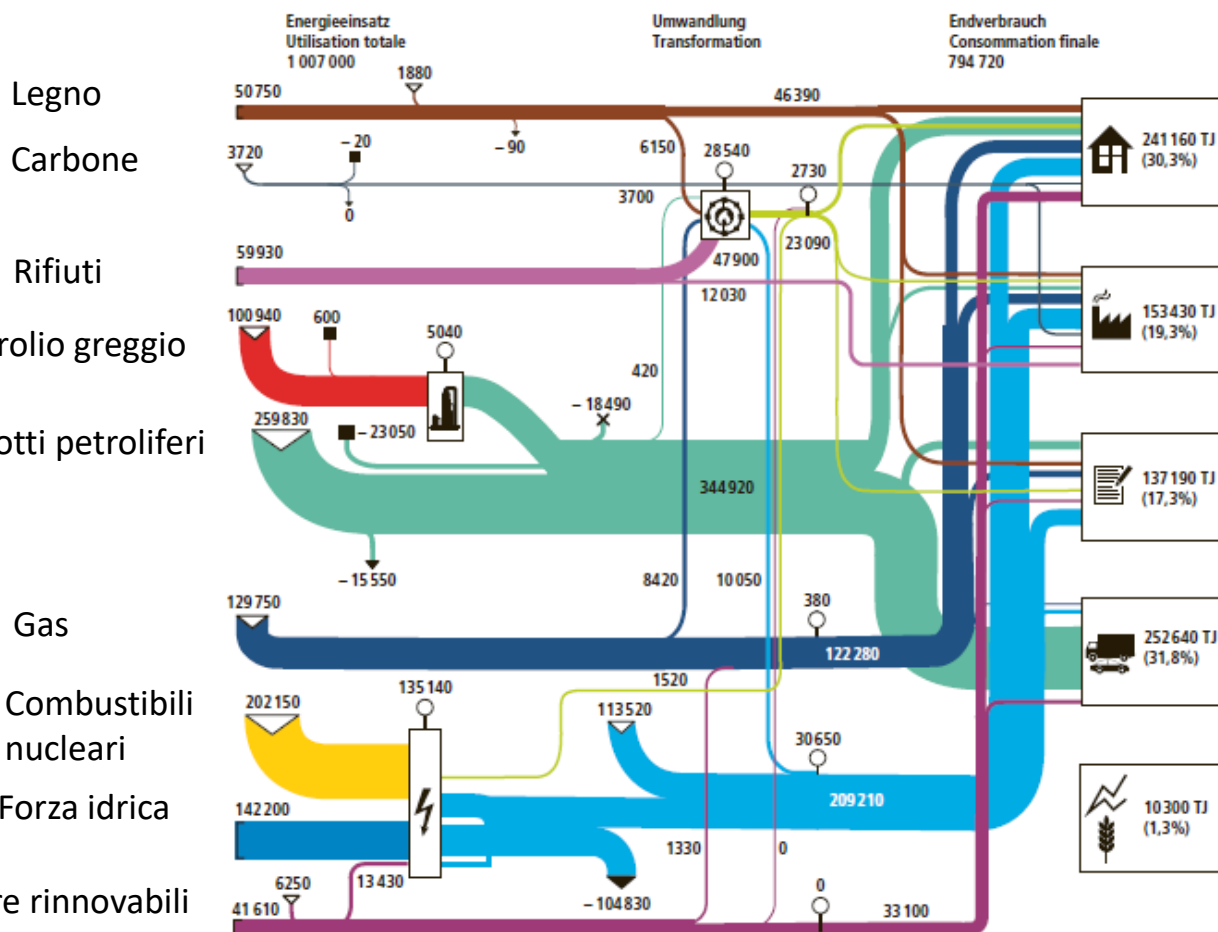 Energieeinsatz
Utilisation totale
1 007 000
Umwandlung
Transformation
Endverbrauch
Consommation finale
794 720
Legno
50 750
1880
46 390
– 90
6150
Carbone
3720
– 20
0
3700
28 540
2730
23 090
241 160 TJ
(30,3%)
Rifiuti
59 930
47 900
12 030
153 430 TJ
(19,3%)
rolio greggio
100 940
600
5040
420
– 18 490
otti petroliferi
259 830
– 23 050
344 920
– 15 550
137 190 TJ
(17,3%)
8420
10 050
Gas
129 750
380
122 280
252 640 TJ
(31,8%)
1520
Combustibili
nucleari
202 150
135 140
113 520
30 650
209 210
Forza idrica
142 200
13 430
– 104 830
1330
0
10 300 TJ
(1,3%)
re rinnovabili
6250
41 610
0
33 100